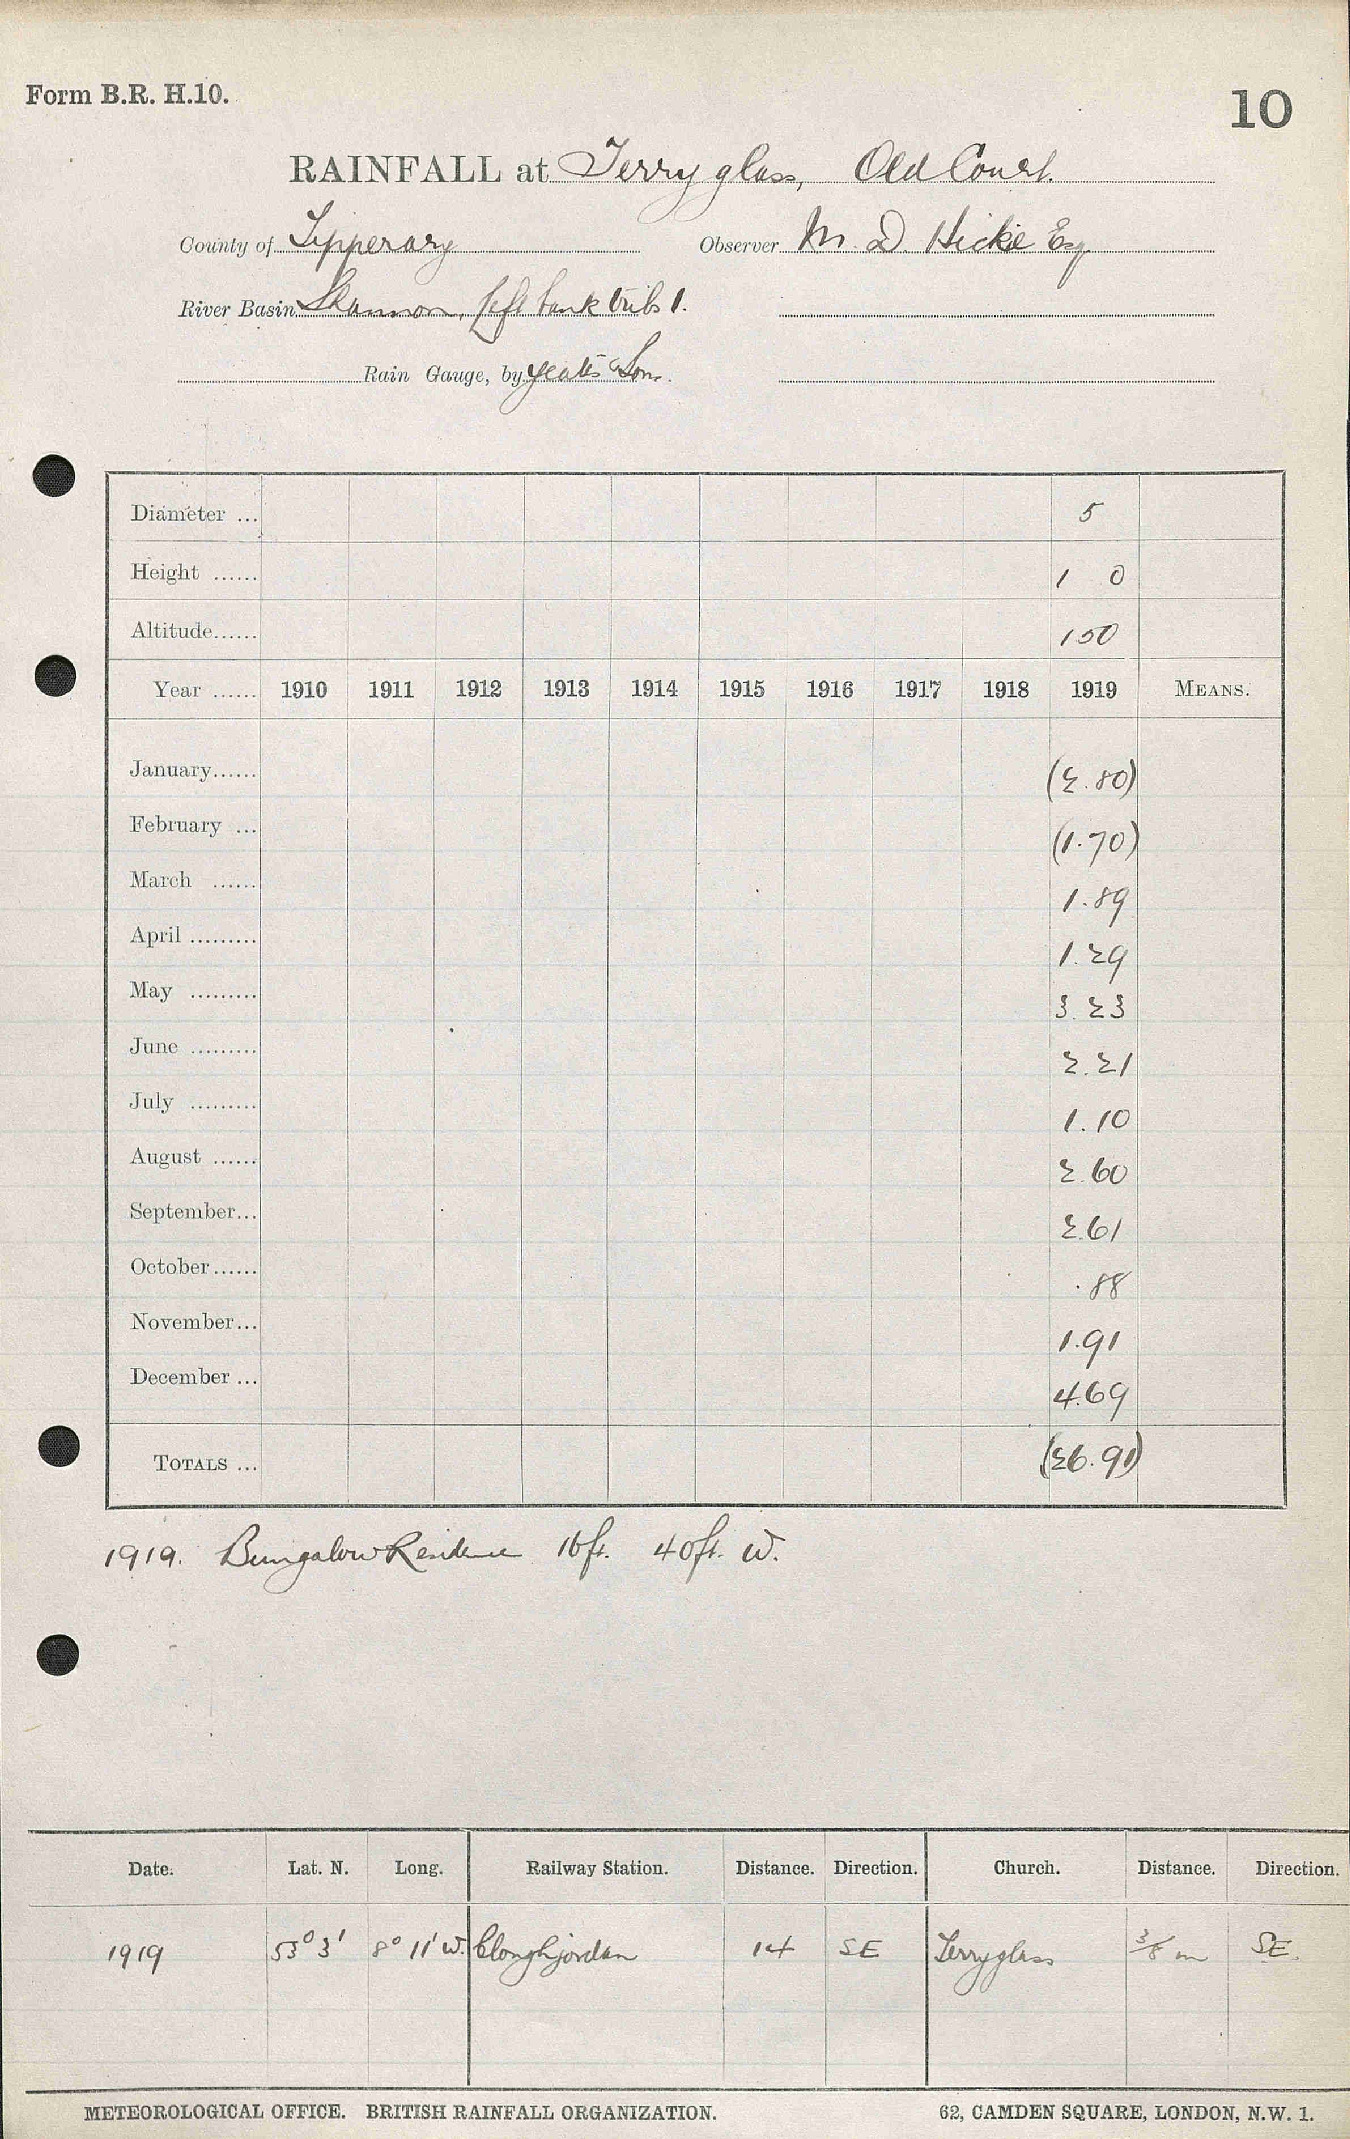 Form B.R. H.10.
10
RAINFALL at Terryglass, Old Court.
County of Tipperary Observer M. D Hickie Esq
River Basin Shannon, left bank tribs 1.
Rain Gauge, by Yeates & Son.
Diameter ... 5
Height ...... 1 0
Altitude...... 150
Year ...... 1910 1911 1912 1913 1914 1915 1916 1917 1918 1919 MEANS.
January...... (2.80)
February ... (1.70)
March ...... 1.89
April ......... 1.29
May ......... 3.23
June ......... 2.21
July ......... 1.10
August ...... 2.60
September... 2.61
October...... .88
November... 1.91
December ... 4.69
TOTALS ... (26.91)
1919. Bungalow Residence 16ft. 40ft. W.
Date. Lat. N. Long. Railway Station. Distance. Direction. Church. Distance. Direction.
1919 53° 3' 8° 11' W. Cloughjordan 14 SE Terryglass 3/8 m SE.
METEOROLOGICAL OFFICE. BRITISH RAINFALL ORGANIZATION. 62, CAMDEN SQUARE, LONDON, N.W. 1.